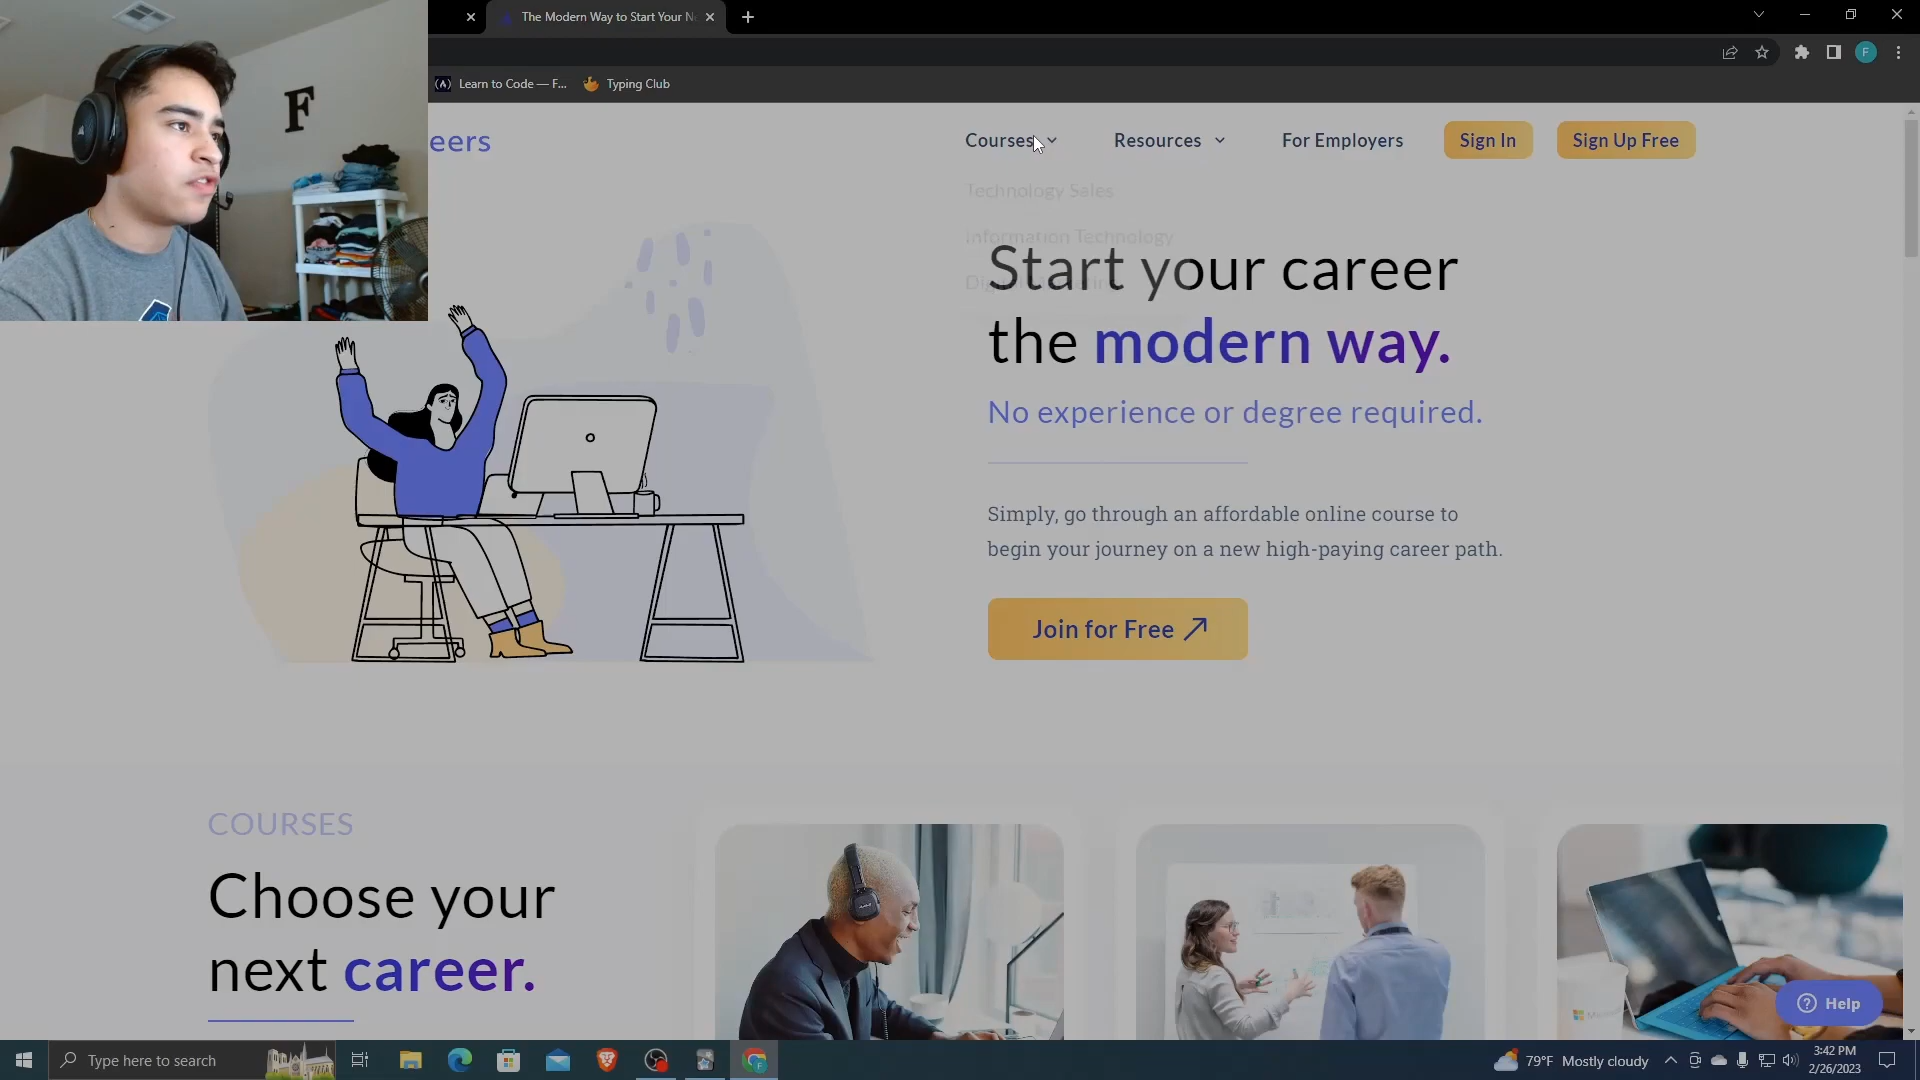 The Modern Way to Start Your N
F
Learn to Code — F...
Typing Club
F
eers
Courses
Resources
For Employers
Sign In
Sign Up Free
Technology Sales
Information Technology
Start your career
the modern way.
No experience or degree required.
Simply, go through an affordable online course to
begin your journey on a new high-paying career path.
Join for Free
COURSES
Choose your
next career.
Help
Type here to search
79°F Mostly cloudy
3:42 PM
2/26/2023